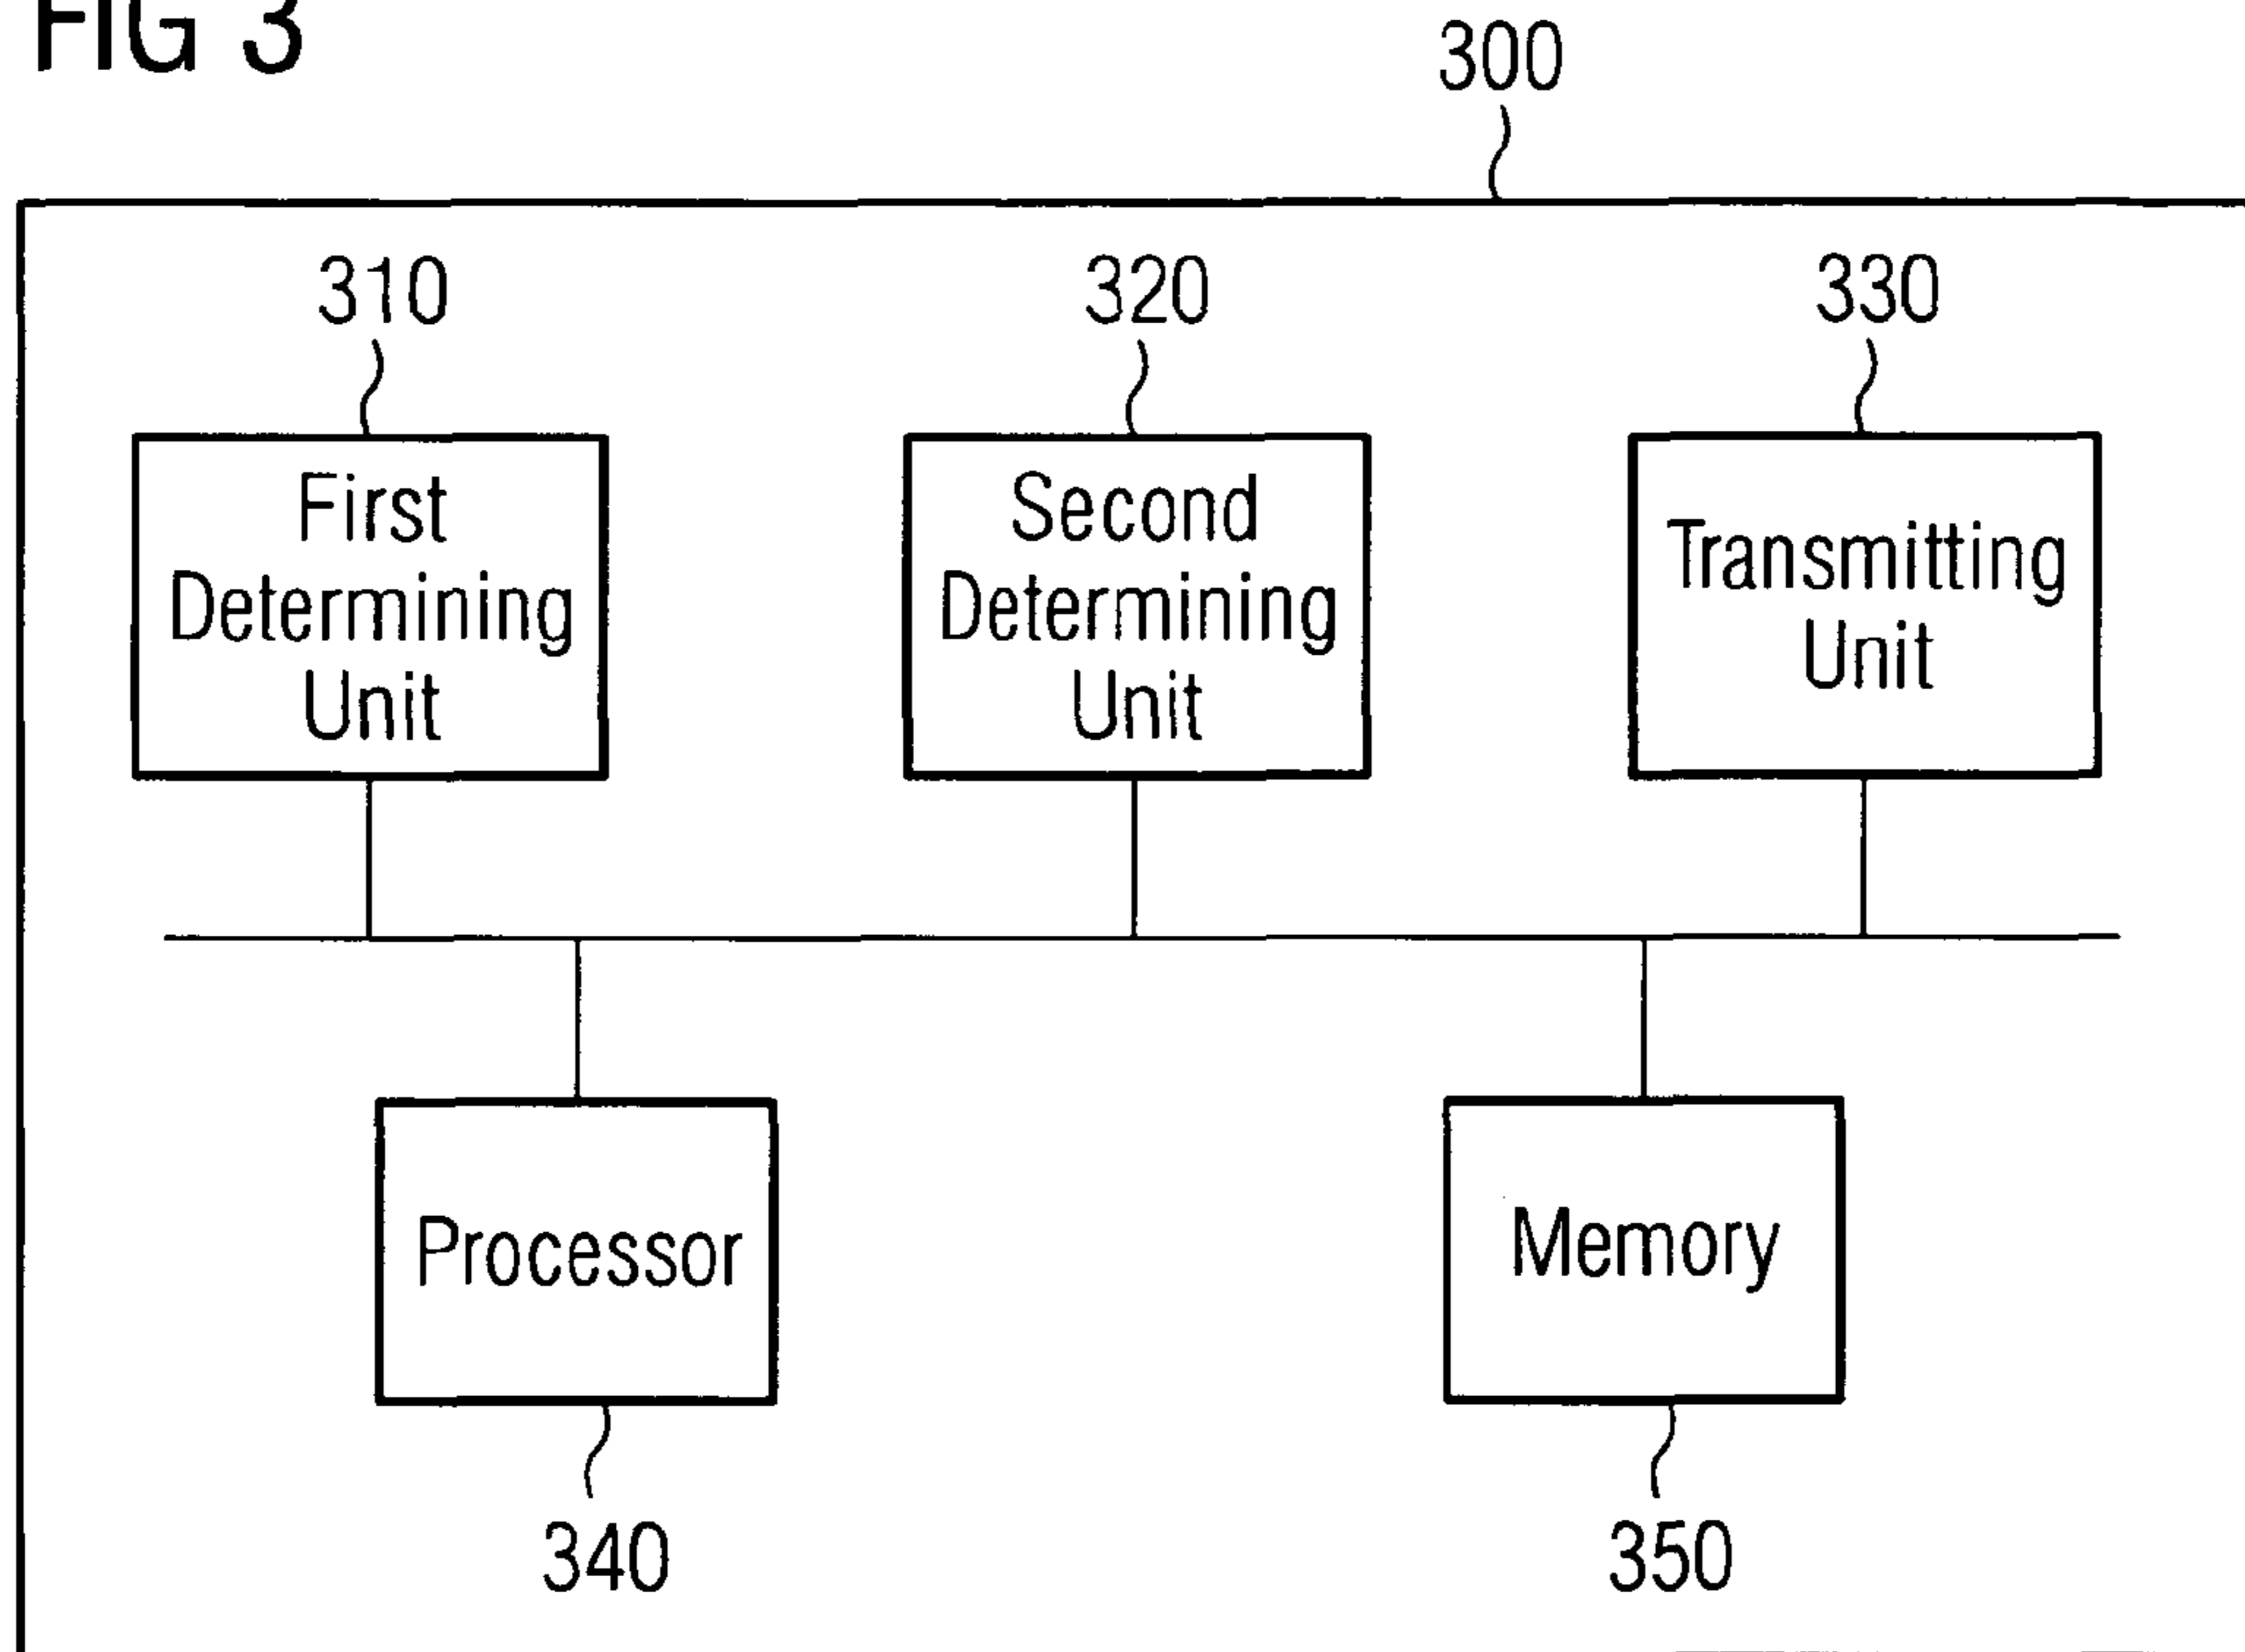 FIG 3
300
310
320
330
First
Determining
Unit
Second
Determining
Unit
Transmitting
Unit
Processor
Memory
340
350